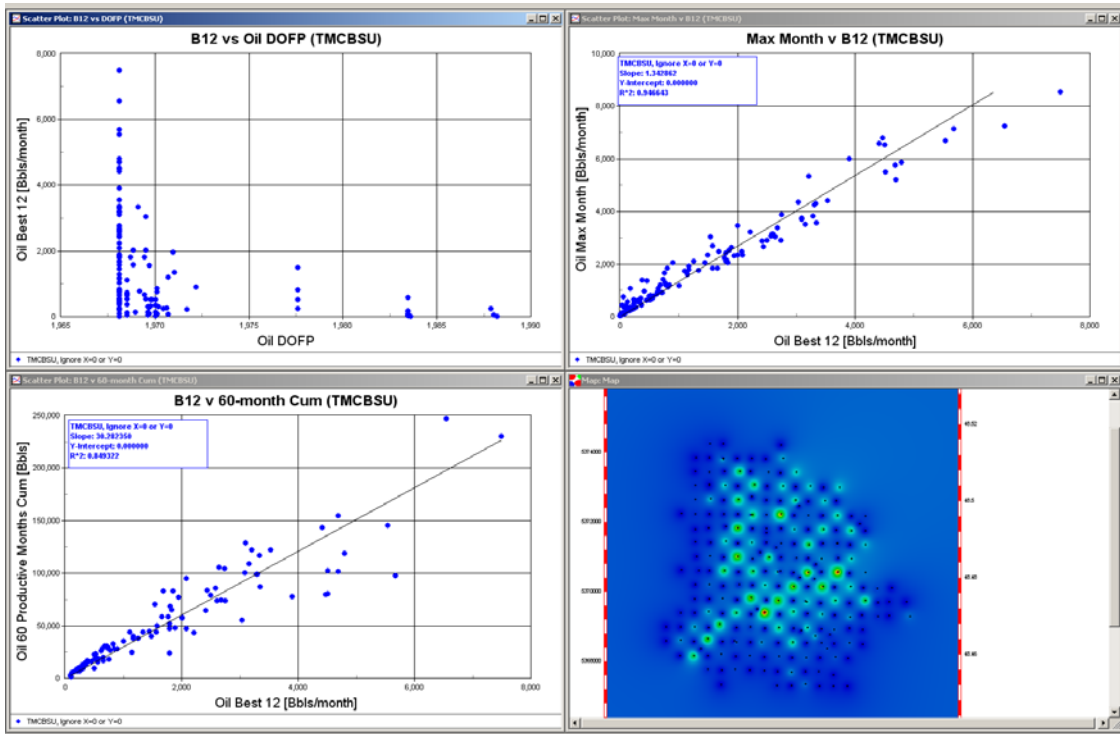 Scatter Plot: B12 vs DOFP (TMCBSU)
B12 vs Oil DOFP (TMCBSU)
8,000
6,000
4,000
2,000
0
Oil Best 12 [Bbls/month]
1,965
1,970
1,975
1,980
1,985
1,990
Oil DOFP
TMCBSU, Ignore X=0 or Y=0
Scatter Plot: Max Month v B12 (TMCBSU)
Max Month v B12 (TMCBSU)
TMCBSU, Ignore X=0 or Y=0
Slope: 1.342862
Y-Intercept: 0.000000
R^2: 0.946643
10,000
8,000
6,000
4,000
2,000
0
Oil Max Month [Bbls/month]
0
2,000
4,000
6,000
8,000
Oil Best 12 [Bbls/month]
TMCBSU, Ignore X=0 or Y=0
Scatter Plot: B12 v 60-month Cum (TMCBSU)
B12 v 60-month Cum (TMCBSU)
TMCBSU, Ignore X=0 or Y=0
Slope: 30.282350
Y-Intercept: 0.000000
R^2: 0.849322
250,000
200,000
150,000
100,000
50,000
0
Oil 60 Productive Months Cum [Bbls]
0
2,000
4,000
6,000
8,000
Oil Best 12 [Bbls/month]
TMCBSU, Ignore X=0 or Y=0
Map: Map